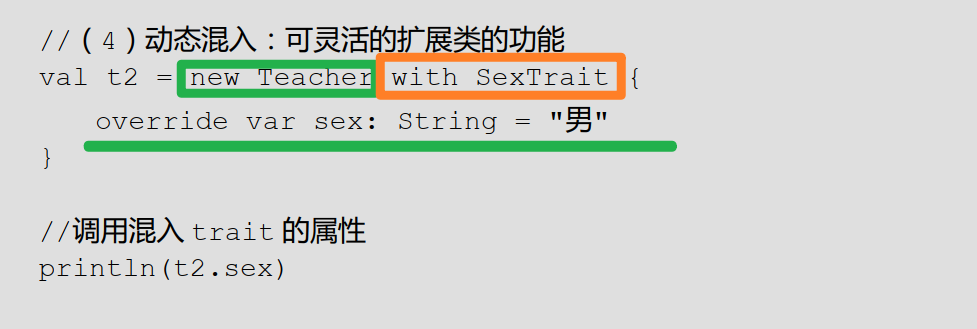 //（4）动态混入：可灵活的扩展类的功能
val t2 = new Teacher with SexTrait {
override var sex: String = "男"
}
//调用混入 trait 的属性
println(t2.sex)